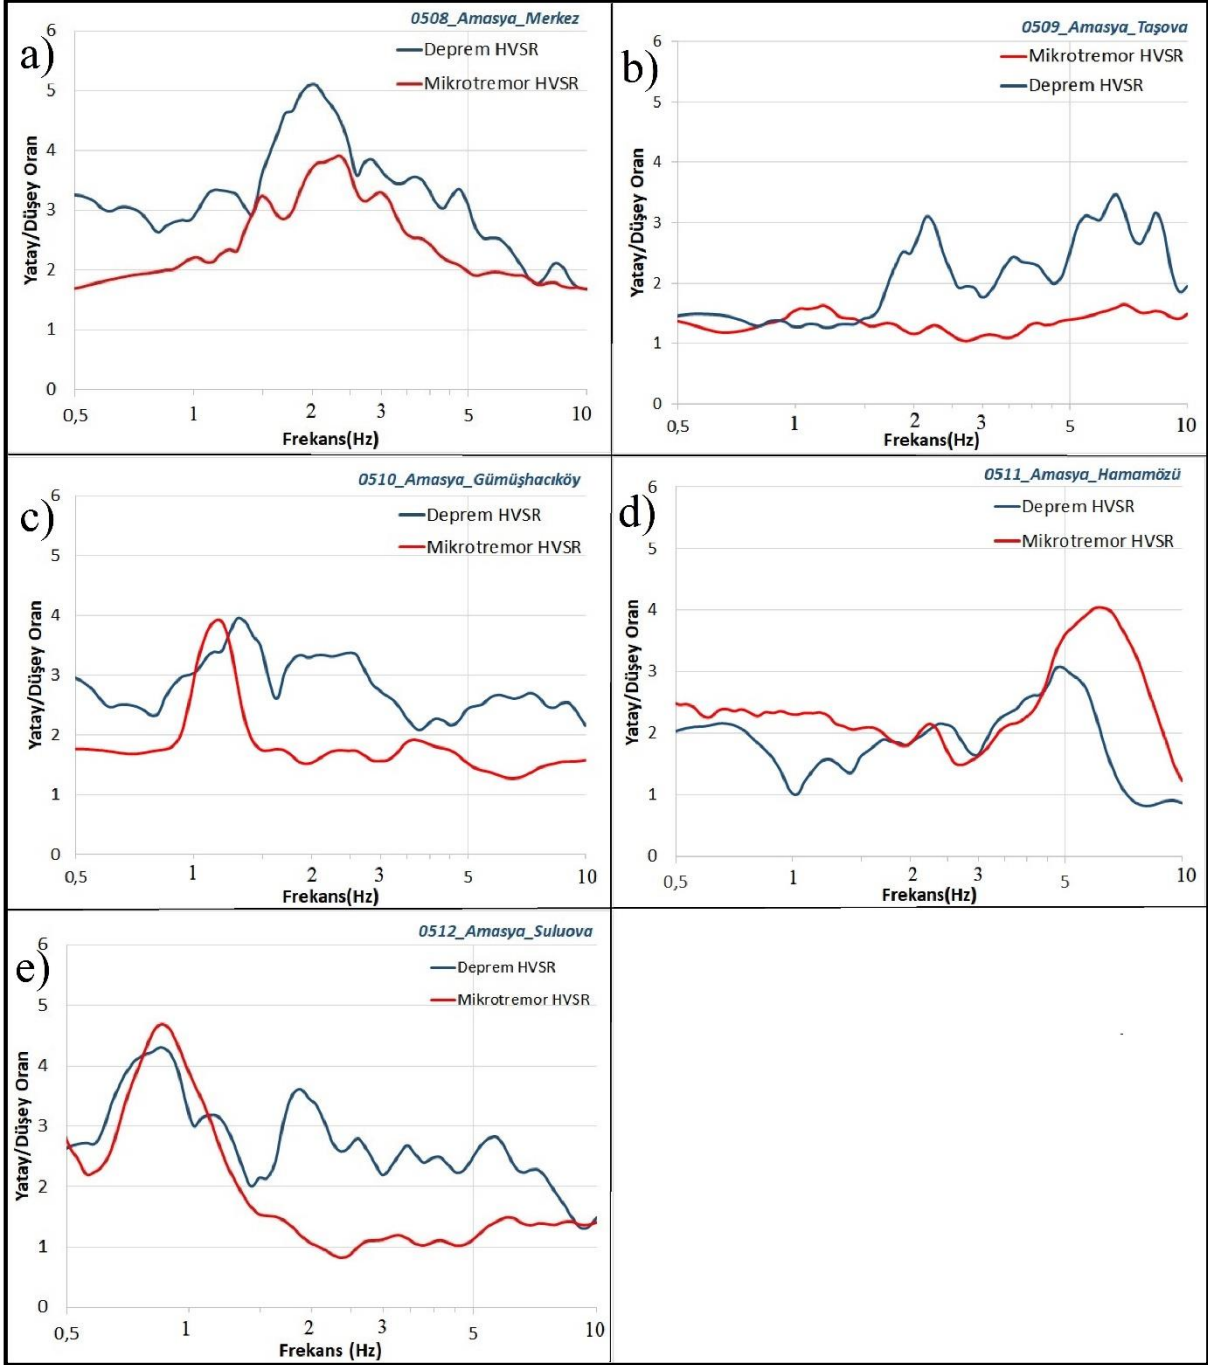 a)
0508_Amasya_Merkez
Deprem HVSR
Mikrotremor HVSR
Yatay/Düşey Oran
6
5
4
3
2
1
0
0,5 1 2 3 5 10
Frekans(Hz)
b)
0509_Amasya_Taşova
Mikrotremor HVSR
Deprem HVSR
Yatay/Düşey Oran
6
5
4
3
2
1
0
0,5 1 2 3 5 10
Frekans(Hz)
c)
0510_Amasya_Gümüşhacıköy
Deprem HVSR
Mikrotremor HVSR
Yatay/Düşey Oran
6
5
4
3
2
1
0
0,5 1 2 3 5 10
Frekans(Hz)
d)
0511_Amasya_Hamamözü
Deprem HVSR
Mikrotremor HVSR
Yatay/Düşey Oran
6
5
4
3
2
1
0
0,5 1 2 3 5 10
Frekans(Hz)
e)
0512_Amasya_Suluova
Deprem HVSR
Mikrotremor HVSR
Yatay/Düşey Oran
6
5
4
3
2
1
0
0,5 1 2 3 5 10
Frekans (Hz)